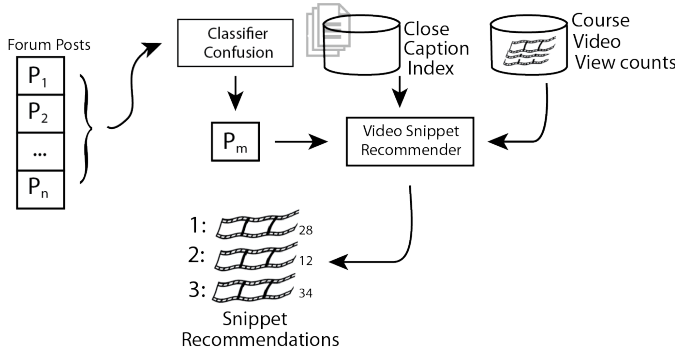 Forum Posts
P1
P2
...
Pn
Classifier
Confusion
Close
Caption
Index
Course
Video
View counts
Pm
Video Snippet
Recommender
1: 28
2: 12
3: 34
Snippet
Recommendations